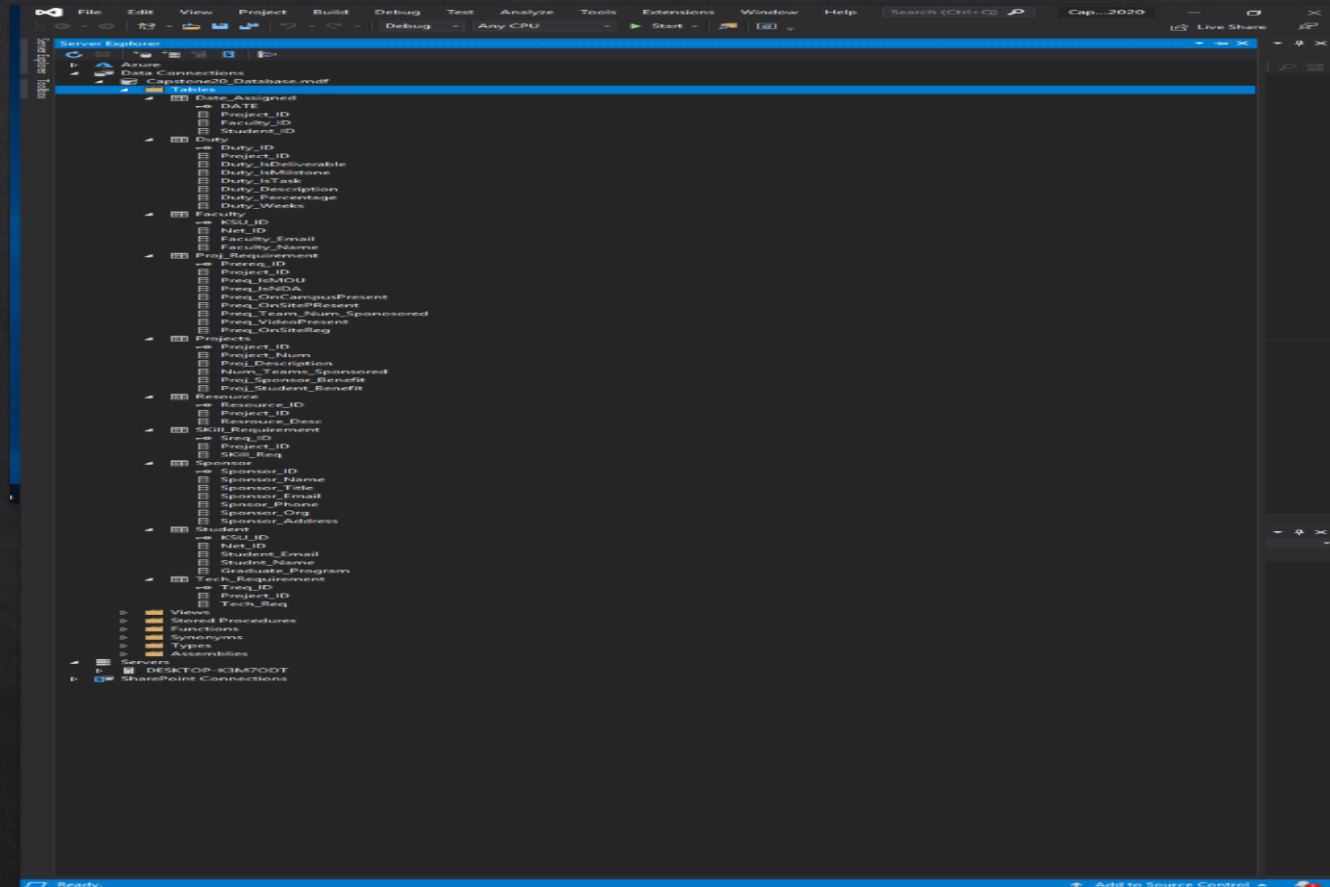 File Edit View Project Build Debug Test Analyze Tools Extensions Window Help Search (Ctrl+Q) Cap...2020
Debug Any CPU Start Live Share
Server Explorer
Server Explorer
Toolbox
Azure
Data Connections
Capstone20_Database.mdf
Tables
Date_Assigned
DATE
Project_ID
Faculty_ID
Student_ID
Duty
Duty_ID
Project_ID
Duty_IsDeliverable
Duty_IsMilstone
Duty_IsTask
Duty_Description
Duty_Percentage
Duty_Weeks
Faculty
KSU_ID
Net_ID
Faculty_Email
Faculty_Name
Proj_Requirement
Prereq_ID
Project_ID
Preq_IsMOU
Preq_IsNDA
Preq_OnCampusPresent
Preq_OnSitePResent
Preq_Team_Num_Sponosored
Preq_VideoPresent
Preq_OnSiteReg
Projects
Project_ID
Project_Num
Proj_Description
Num_Teams_Sponsored
Proj_Sponsor_Benefit
Proj_Student_Benefit
Resource
Resource_ID
Project_ID
Resrouce_Desc
SKill_Requirement
Sreq_ID
Project_ID
SKill_Req
Sponsor
Sponsor_ID
Sponsor_Name
Sponsor_Title
Sponsor_Email
Spnsor_Phone
Sponsor_Org
Sponsor_Address
Student
KSU_ID
Net_ID
Student_Email
Studnt_Name
Graduate_Program
Tech_Requirement
Treq_ID
Project_ID
Tech_Req
Views
Stored Procedures
Functions
Synonyms
Types
Assemblies
Servers
DESKTOP-K3M7ODT
SharePoint Connections
Ready
Add to Source Control